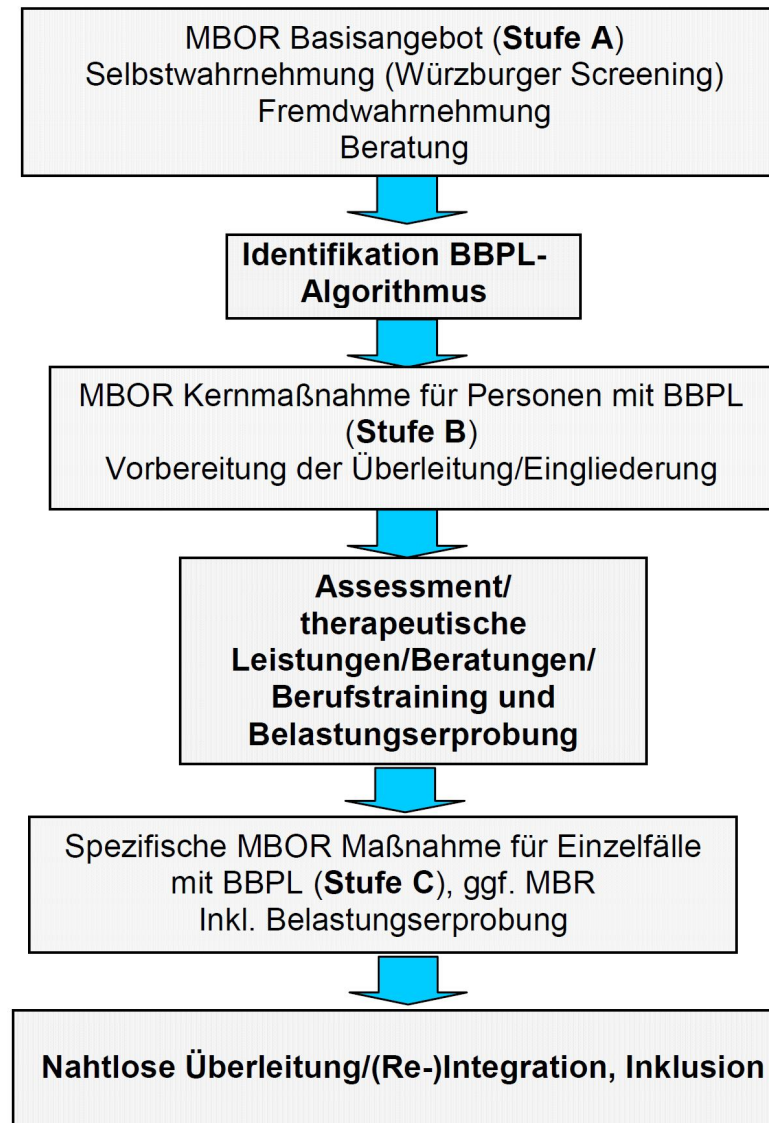 MBOR Basisangebot (Stufe A)
Selbstwahrnehmung (Würzburger Screening)
Fremdwahrnehmung
Beratung
Identifikation BBPL-
Algorithmus
MBOR Kernmaßnahme für Personen mit BBPL
(Stufe B)
Vorbereitung der Überleitung/Eingliederung
Assessment/
therapeutische
Leistungen/Beratungen/
Berufstraining und
Belastungserprobung
Spezifische MBOR Maßnahme für Einzelfälle
mit BBPL (Stufe C), ggf. MBR
Inkl. Belastungserprobung
Nahtlose Überleitung/(Re-)Integration, Inklusion